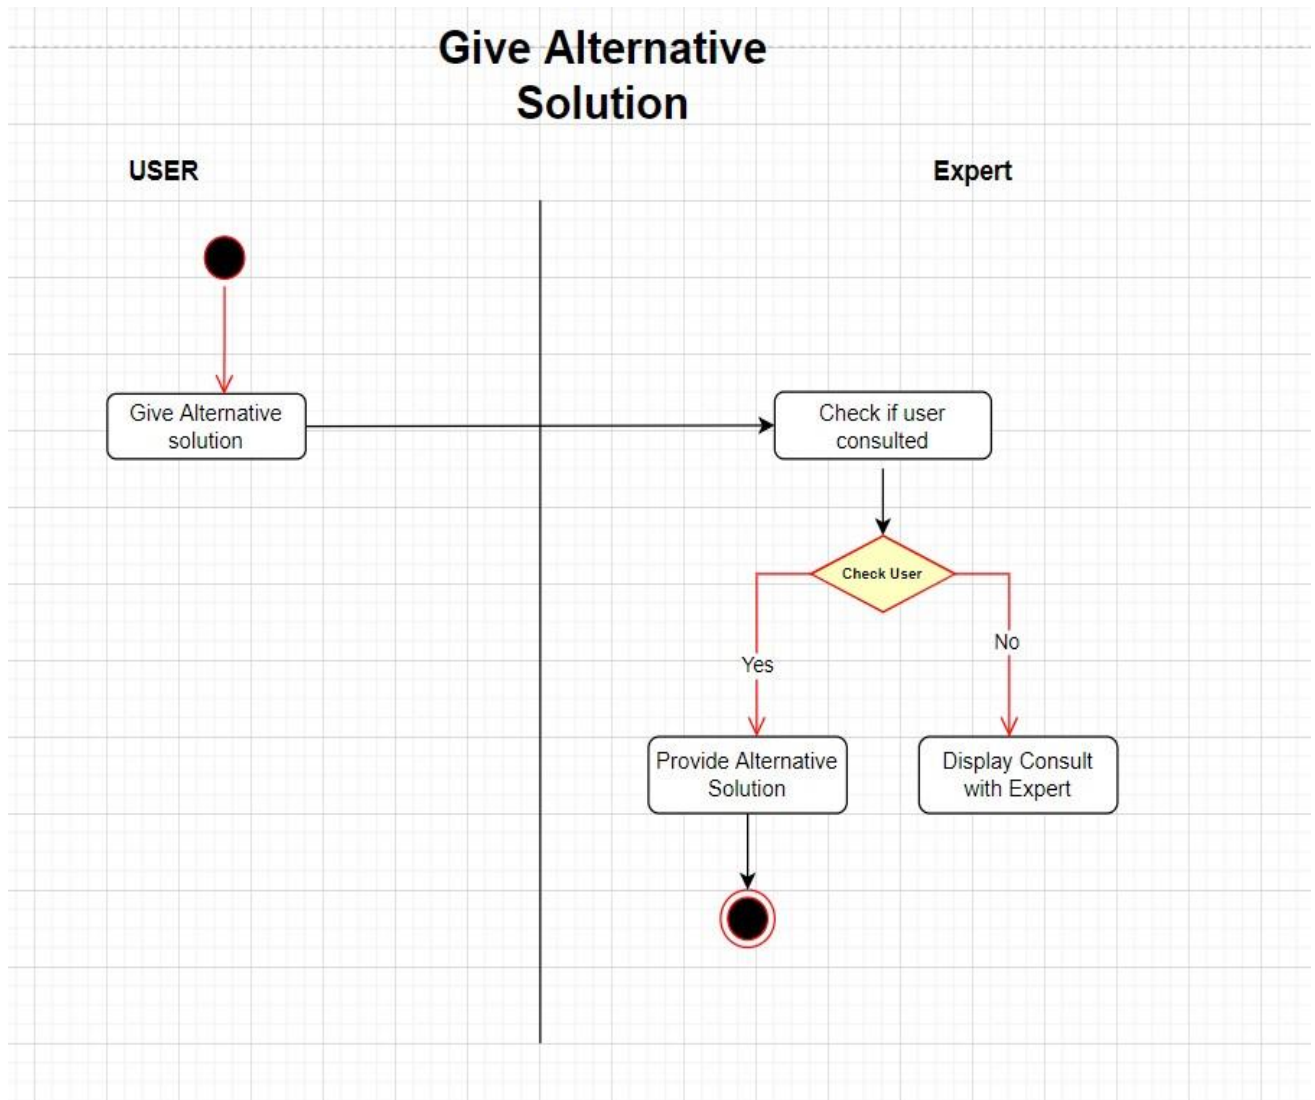 Give Alternative
Solution
USER
Expert
Give Alternative
solution
Check if user
consulted
Check User
No
Yes
Provide Alternative
Solution
Display Consult
with Expert